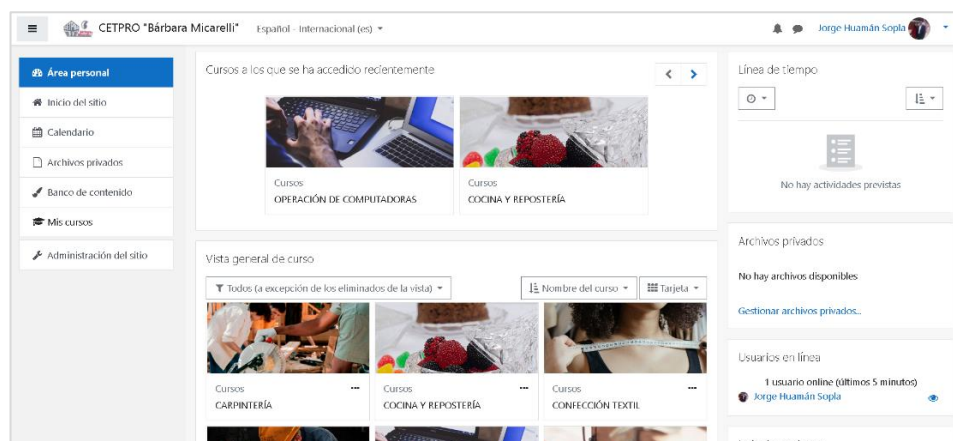 CETPRO "Bárbara Micarelli"
Español - Internacional (es)
Jorge Huamán Sopla
Área personal
Inicio del sitio
Calendario
Archivos privados
Banco de contenido
Mis cursos
Administración del sitio
Cursos a los que se ha accedido recientemente
Cursos
OPERACIÓN DE COMPUTADORAS
Cursos
COCINA Y REPOSTERÍA
Vista general de curso
Todos (a excepción de los eliminados de la vista)
Nombre del curso
Tarjeta
Cursos
CARPINTERÍA
Cursos
COCINA Y REPOSTERÍA
Cursos
CONFECCIÓN TEXTIL
Línea de tiempo
No hay actividades previstas
Archivos privados
No hay archivos disponibles
Gestionar archivos privados...
Usuarios en línea
1 usuario online (últimos 5 minutos)
Jorge Huamán Sopla